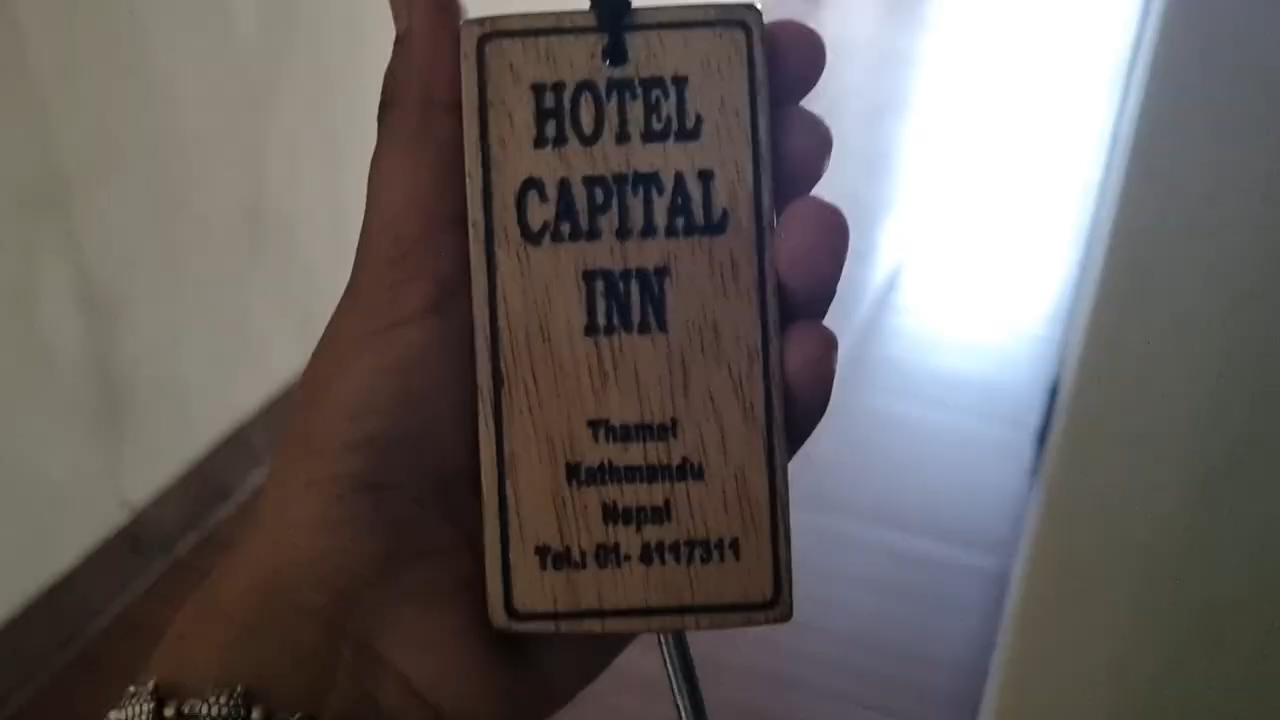 HOTEL
CAPITAL
INN
Thamel
Kathmandu
Nepal
Tel.: 01- 4117311